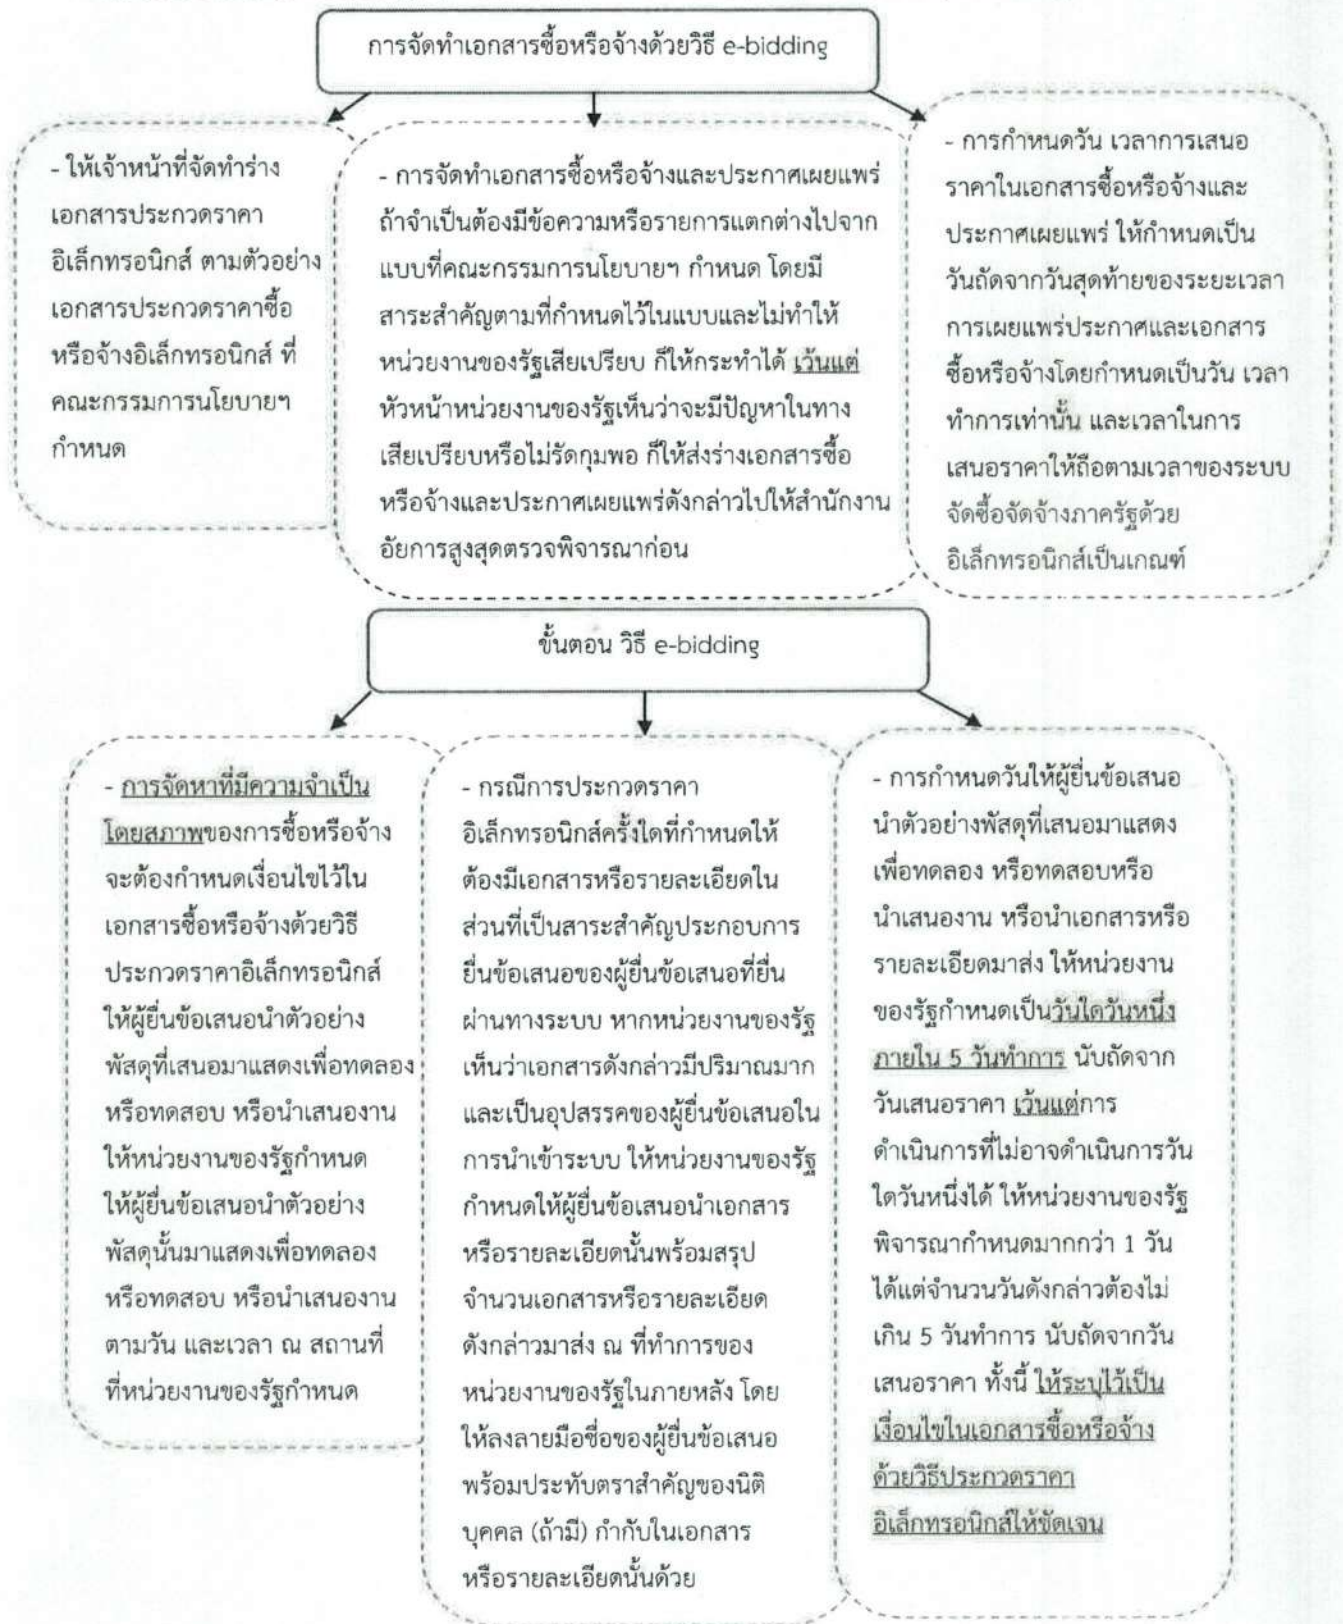 การจัดทำเอกสารซื้อหรือจ้างด้วยวิธี e-bidding
- ให้เจ้าหน้าที่จัดทำร่าง
เอกสารประกวดราคา
อิเล็กทรอนิกส์ ตามตัวอย่าง
เอกสารประกวดราคาซื้อ
หรือจ้างอิเล็กทรอนิกส์ ที่
คณะกรรมการนโยบายฯ
กำหนด
- การจัดทำเอกสารซื้อหรือจ้างและประกาศเผยแพร่
ถ้าจำเป็นต้องมีข้อความหรือรายการแตกต่างไปจาก
แบบที่คณะกรรมการนโยบายฯ กำหนด โดยมี
สาระสำคัญตามที่กำหนดไว้ในแบบและไม่ทำให้
หน่วยงานของรัฐเสียเปรียบ ก็ให้กระทำได้ เว้นแต่
หัวหน้าหน่วยงานของรัฐเห็นว่าจะมีปัญหาในทาง
เสียเปรียบหรือไม่รัดกุมพอ ก็ให้ส่งร่างเอกสารซื้อ
หรือจ้างและประกาศเผยแพร่ดังกล่าวไปให้สำนักงาน
อัยการสูงสุดตรวจพิจารณาก่อน
- การกำหนดวัน เวลาการเสนอ
ราคาในเอกสารซื้อหรือจ้างและ
ประกาศเผยแพร่ ให้กำหนดเป็น
วันถัดจากวันสุดท้ายของระยะเวลา
การเผยแพร่ประกาศและเอกสาร
ซื้อหรือจ้างโดยกำหนดเป็นวัน เวลา
ทำการเท่านั้น และเวลาในการ
เสนอราคาให้ถือตามเวลาของระบบ
จัดซื้อจัดจ้างภาครัฐด้วย
อิเล็กทรอนิกส์เป็นเกณฑ์
ขั้นตอน วิธี e-bidding
- การจัดหาที่มีความจำเป็น
โดยสภาพของการซื้อหรือจ้าง
จะต้องกำหนดเงื่อนไขไว้ใน
เอกสารซื้อหรือจ้างด้วยวิธี
ประกวดราคาอิเล็กทรอนิกส์
ให้ผู้ยื่นข้อเสนอนำตัวอย่าง
พัสดุที่เสนอมาแสดงเพื่อทดลอง
หรือทดสอบ หรือนำเสนองาน
ให้หน่วยงานของรัฐกำหนด
ให้ผู้ยื่นข้อเสนอนำตัวอย่าง
พัสดุนั้นมาแสดงเพื่อทดลอง
หรือทดสอบ หรือนำเสนองาน
ตามวัน และเวลา ณ สถานที่
ที่หน่วยงานของรัฐกำหนด
- กรณีการประกวดราคา
อิเล็กทรอนิกส์ครั้งใดที่กำหนดให้
ต้องมีเอกสารหรือรายละเอียดใน
ส่วนที่เป็นสาระสำคัญประกอบการ
ยื่นข้อเสนอของผู้ยื่นข้อเสนอที่ยื่น
ผ่านทางระบบ หากหน่วยงานของรัฐ
เห็นว่าเอกสารดังกล่าวมีปริมาณมาก
และเป็นอุปสรรคของผู้ยื่นข้อเสนอใน
การนำเข้าระบบ ให้หน่วยงานของรัฐ
กำหนดให้ผู้ยื่นข้อเสนอนำเอกสาร
หรือรายละเอียดนั้นพร้อมสรุป
จำนวนเอกสารหรือรายละเอียด
ดังกล่าวมาส่ง ณ ที่ทำการของ
หน่วยงานของรัฐในภายหลัง โดย
ให้ลงลายมือชื่อของผู้ยื่นข้อเสนอ
พร้อมประทับตราสำคัญของนิติ
บุคคล (ถ้ามี) กำกับในเอกสาร
หรือรายละเอียดนั้นด้วย
- การกำหนดวันให้ผู้ยื่นข้อเสนอ
นำตัวอย่างพัสดุที่เสนอมาแสดง
เพื่อทดลอง หรือทดสอบหรือ
นำเสนองาน หรือนำเอกสารหรือ
รายละเอียดมาส่ง ให้หน่วยงาน
ของรัฐกำหนดเป็นวันใดวันหนึ่ง
ภายใน 5 วันทำการ นับถัดจาก
วันเสนอราคา เว้นแต่การ
ดำเนินการที่ไม่อาจดำเนินการวัน
ใดวันหนึ่งได้ ให้หน่วยงานของรัฐ
พิจารณากำหนดมากกว่า 1 วัน
ได้แต่จำนวนวันดังกล่าวต้องไม่
เกิน 5 วันทำการ นับถัดจากวัน
เสนอราคา ทั้งนี้ ให้ระบุไว้เป็น
เงื่อนไขในเอกสารซื้อหรือจ้าง
ด้วยวิธีประกวดราคา
อิเล็กทรอนิกส์ให้ชัดเจน